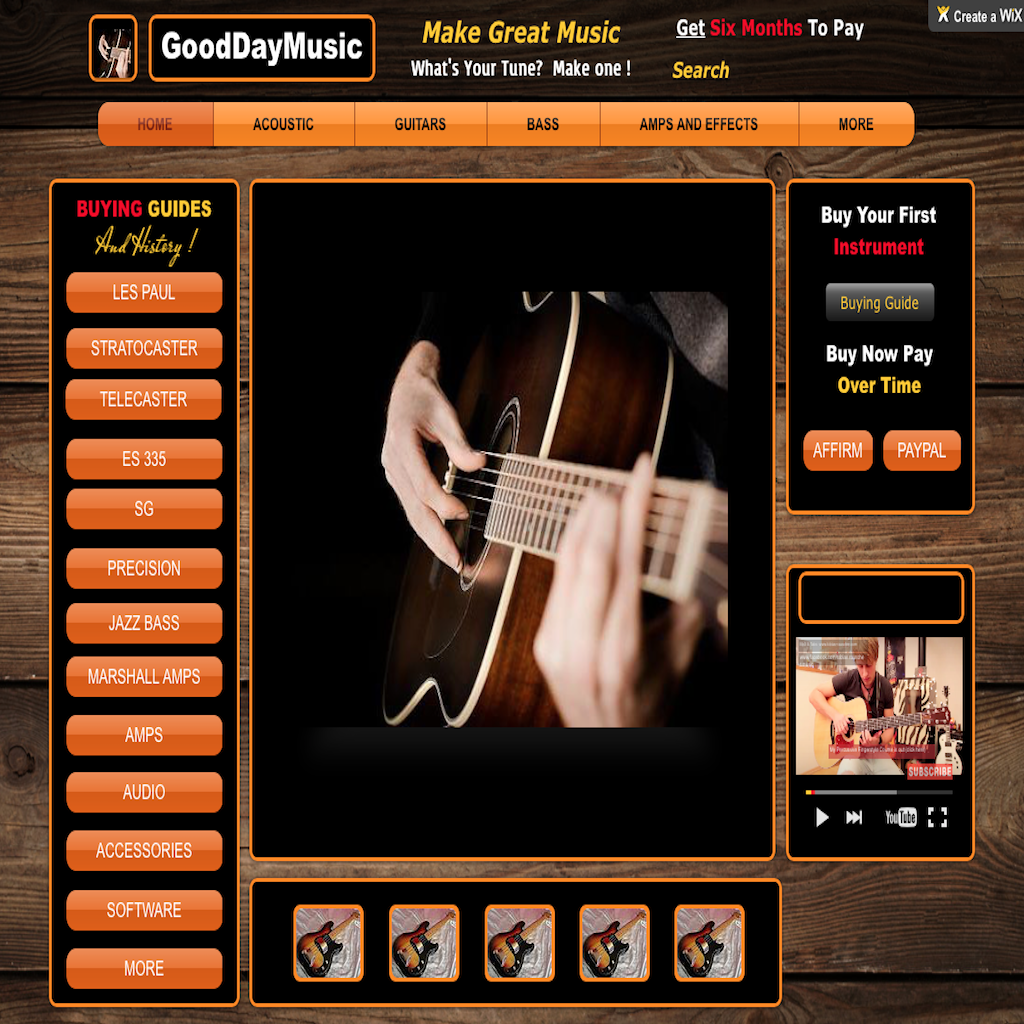 GoodDayMusic
Make Great Music
What's Your Tune? Make one !
Get Six Months To Pay
Search
Create a WiX
HOME
ACOUSTIC
GUITARS
BASS
AMPS AND EFFECTS
MORE
BUYING GUIDES
And History !
LES PAUL
STRATOCASTER
TELECASTER
ES 335
SG
PRECISION
JAZZ BASS
MARSHALL AMPS
AMPS
AUDIO
ACCESSORIES
SOFTWARE
MORE
Buy Your First
Instrument
Buying Guide
Buy Now Pay
Over Time
AFFIRM
PAYPAL
SUBSCRIBE
YouTube